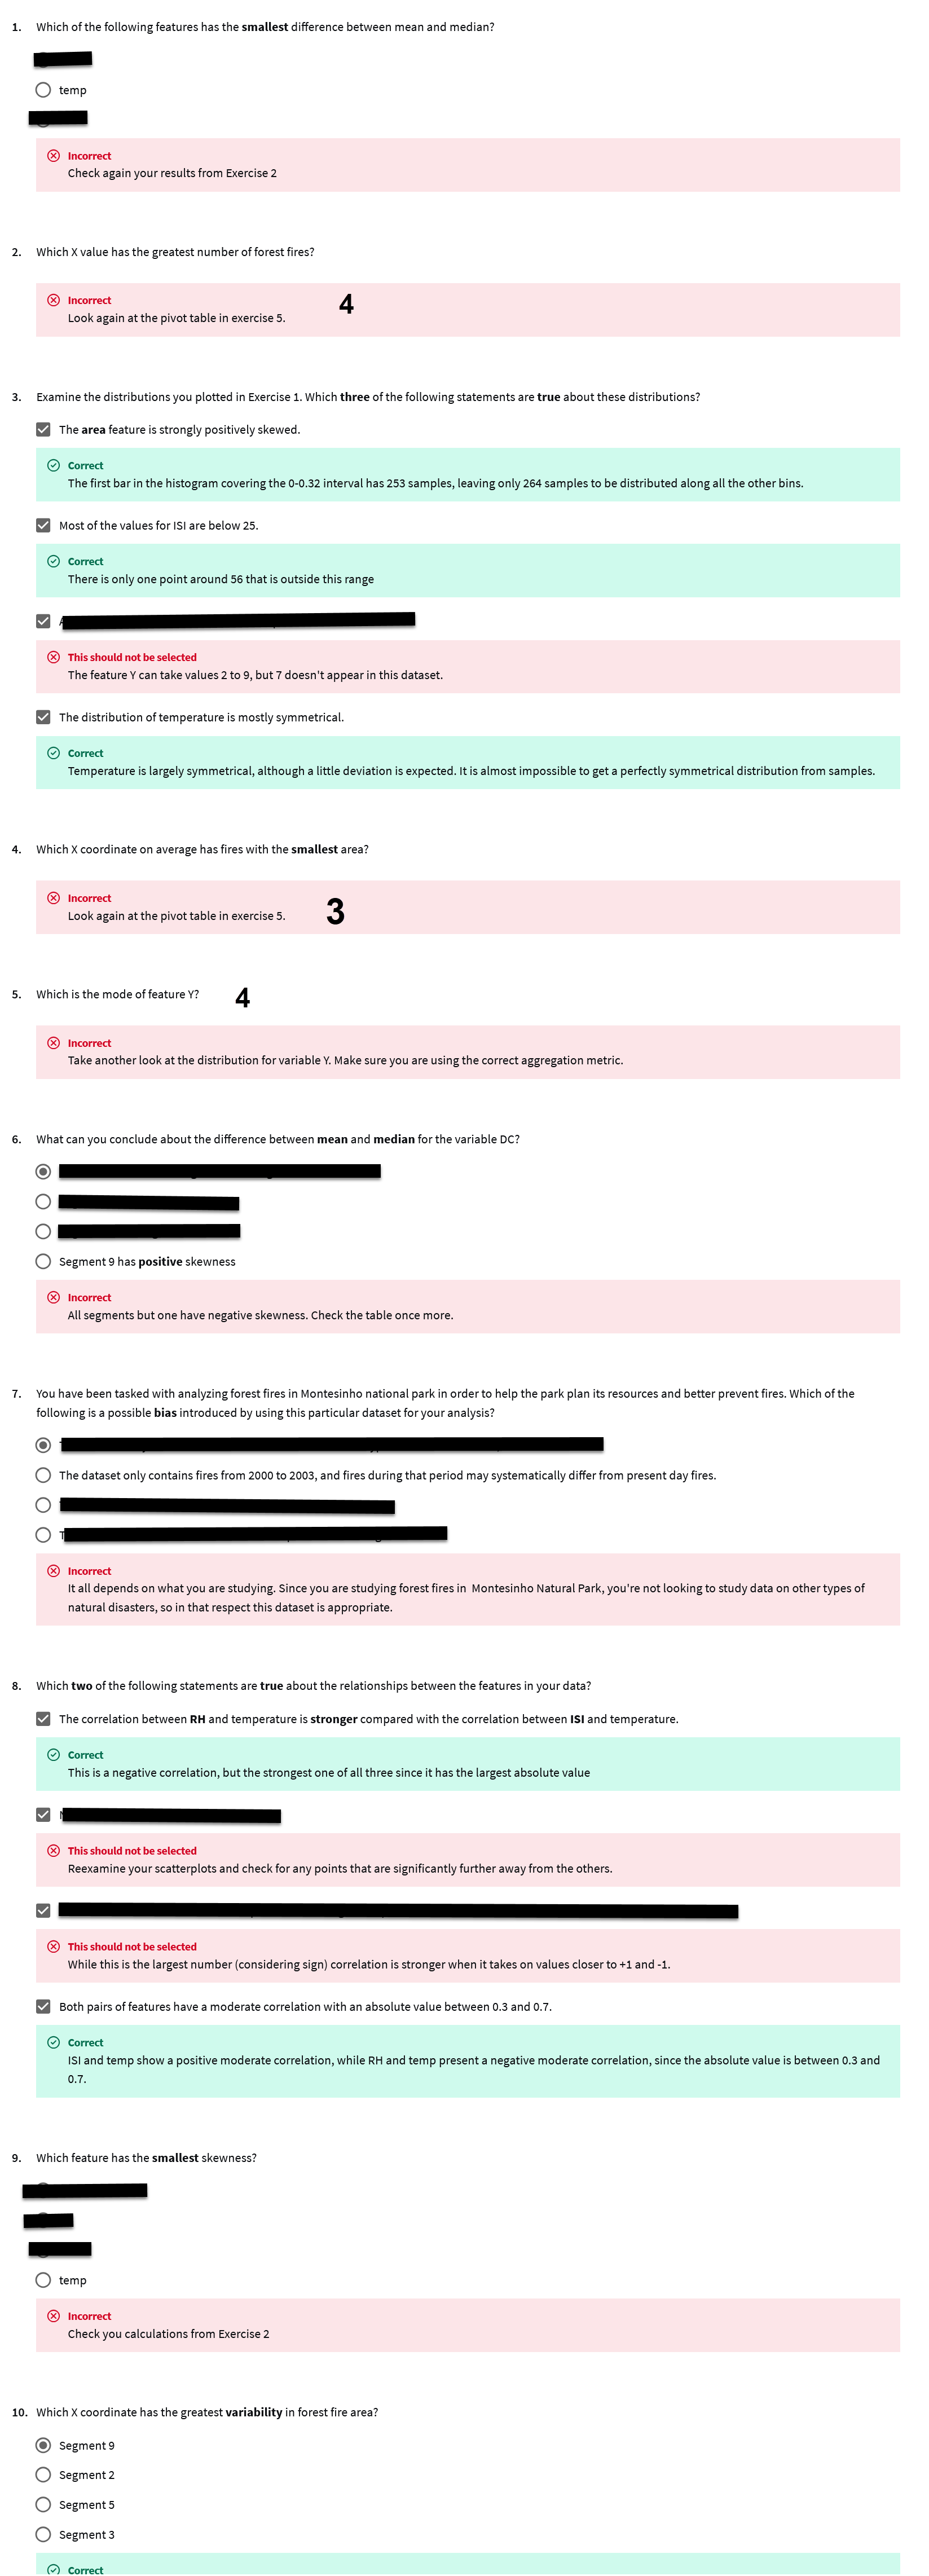 1. Which of the following features has the smallest difference between mean and median?
temp
Incorrect
Check again your results from Exercise 2
2. Which X value has the greatest number of forest fires?
Incorrect
4
Look again at the pivot table in exercise 5.
3. Examine the distributions you plotted in Exercise 1. Which three of the following statements are true about these distributions?
The area feature is strongly positively skewed.
Correct
The first bar in the histogram covering the 0-0.32 interval has 253 samples, leaving only 264 samples to be distributed along all the other bins.
Most of the values for ISI are below 25.
Correct
There is only one point around 56 that is outside this range
This should not be selected
The feature Y can take values 2 to 9, but 7 doesn't appear in this dataset.
The distribution of temperature is mostly symmetrical.
Correct
Temperature is largely symmetrical, although a little deviation is expected. It is almost impossible to get a perfectly symmetrical distribution from samples.
4. Which X coordinate on average has fires with the smallest area?
Incorrect
Look again at the pivot table in exercise 5. 3
5. Which is the mode of feature Y? 4
Incorrect
Take another look at the distribution for variable Y. Make sure you are using the correct aggregation metric.
6. What can you conclude about the difference between mean and median for the variable DC?
Segment 9 has positive skewness
Incorrect
All segments but one have negative skewness. Check the table once more.
7. You have been tasked with analyzing forest fires in Montesinho national park in order to help the park plan its resources and better prevent fires. Which of the
following is a possible bias introduced by using this particular dataset for your analysis?
The dataset only contains fires from 2000 to 2003, and fires during that period may systematically differ from present day fires.
Incorrect
It all depends on what you are studying. Since you are studying forest fires in Montesinho Natural Park, you're not looking to study data on other types of
natural disasters, so in that respect this dataset is appropriate.
8. Which two of the following statements are true about the relationships between the features in your data?
The correlation between RH and temperature is stronger compared with the correlation between ISI and temperature.
Correct
This is a negative correlation, but the strongest one of all three since it has the largest absolute value
This should not be selected
Reexamine your scatterplots and check for any points that are significantly further away from the others.
This should not be selected
While this is the largest number (considering sign) correlation is stronger when it takes on values closer to +1 and -1.
Both pairs of features have a moderate correlation with an absolute value between 0.3 and 0.7.
Correct
ISI and temp show a positive moderate correlation, while RH and temp present a negative moderate correlation, since the absolute value is between 0.3 and
0.7.
9. Which feature has the smallest skewness?
temp
Incorrect
Check you calculations from Exercise 2
10. Which X coordinate has the greatest variability in forest fire area?
Segment 9
Segment 2
Segment 5
Segment 3
Correct